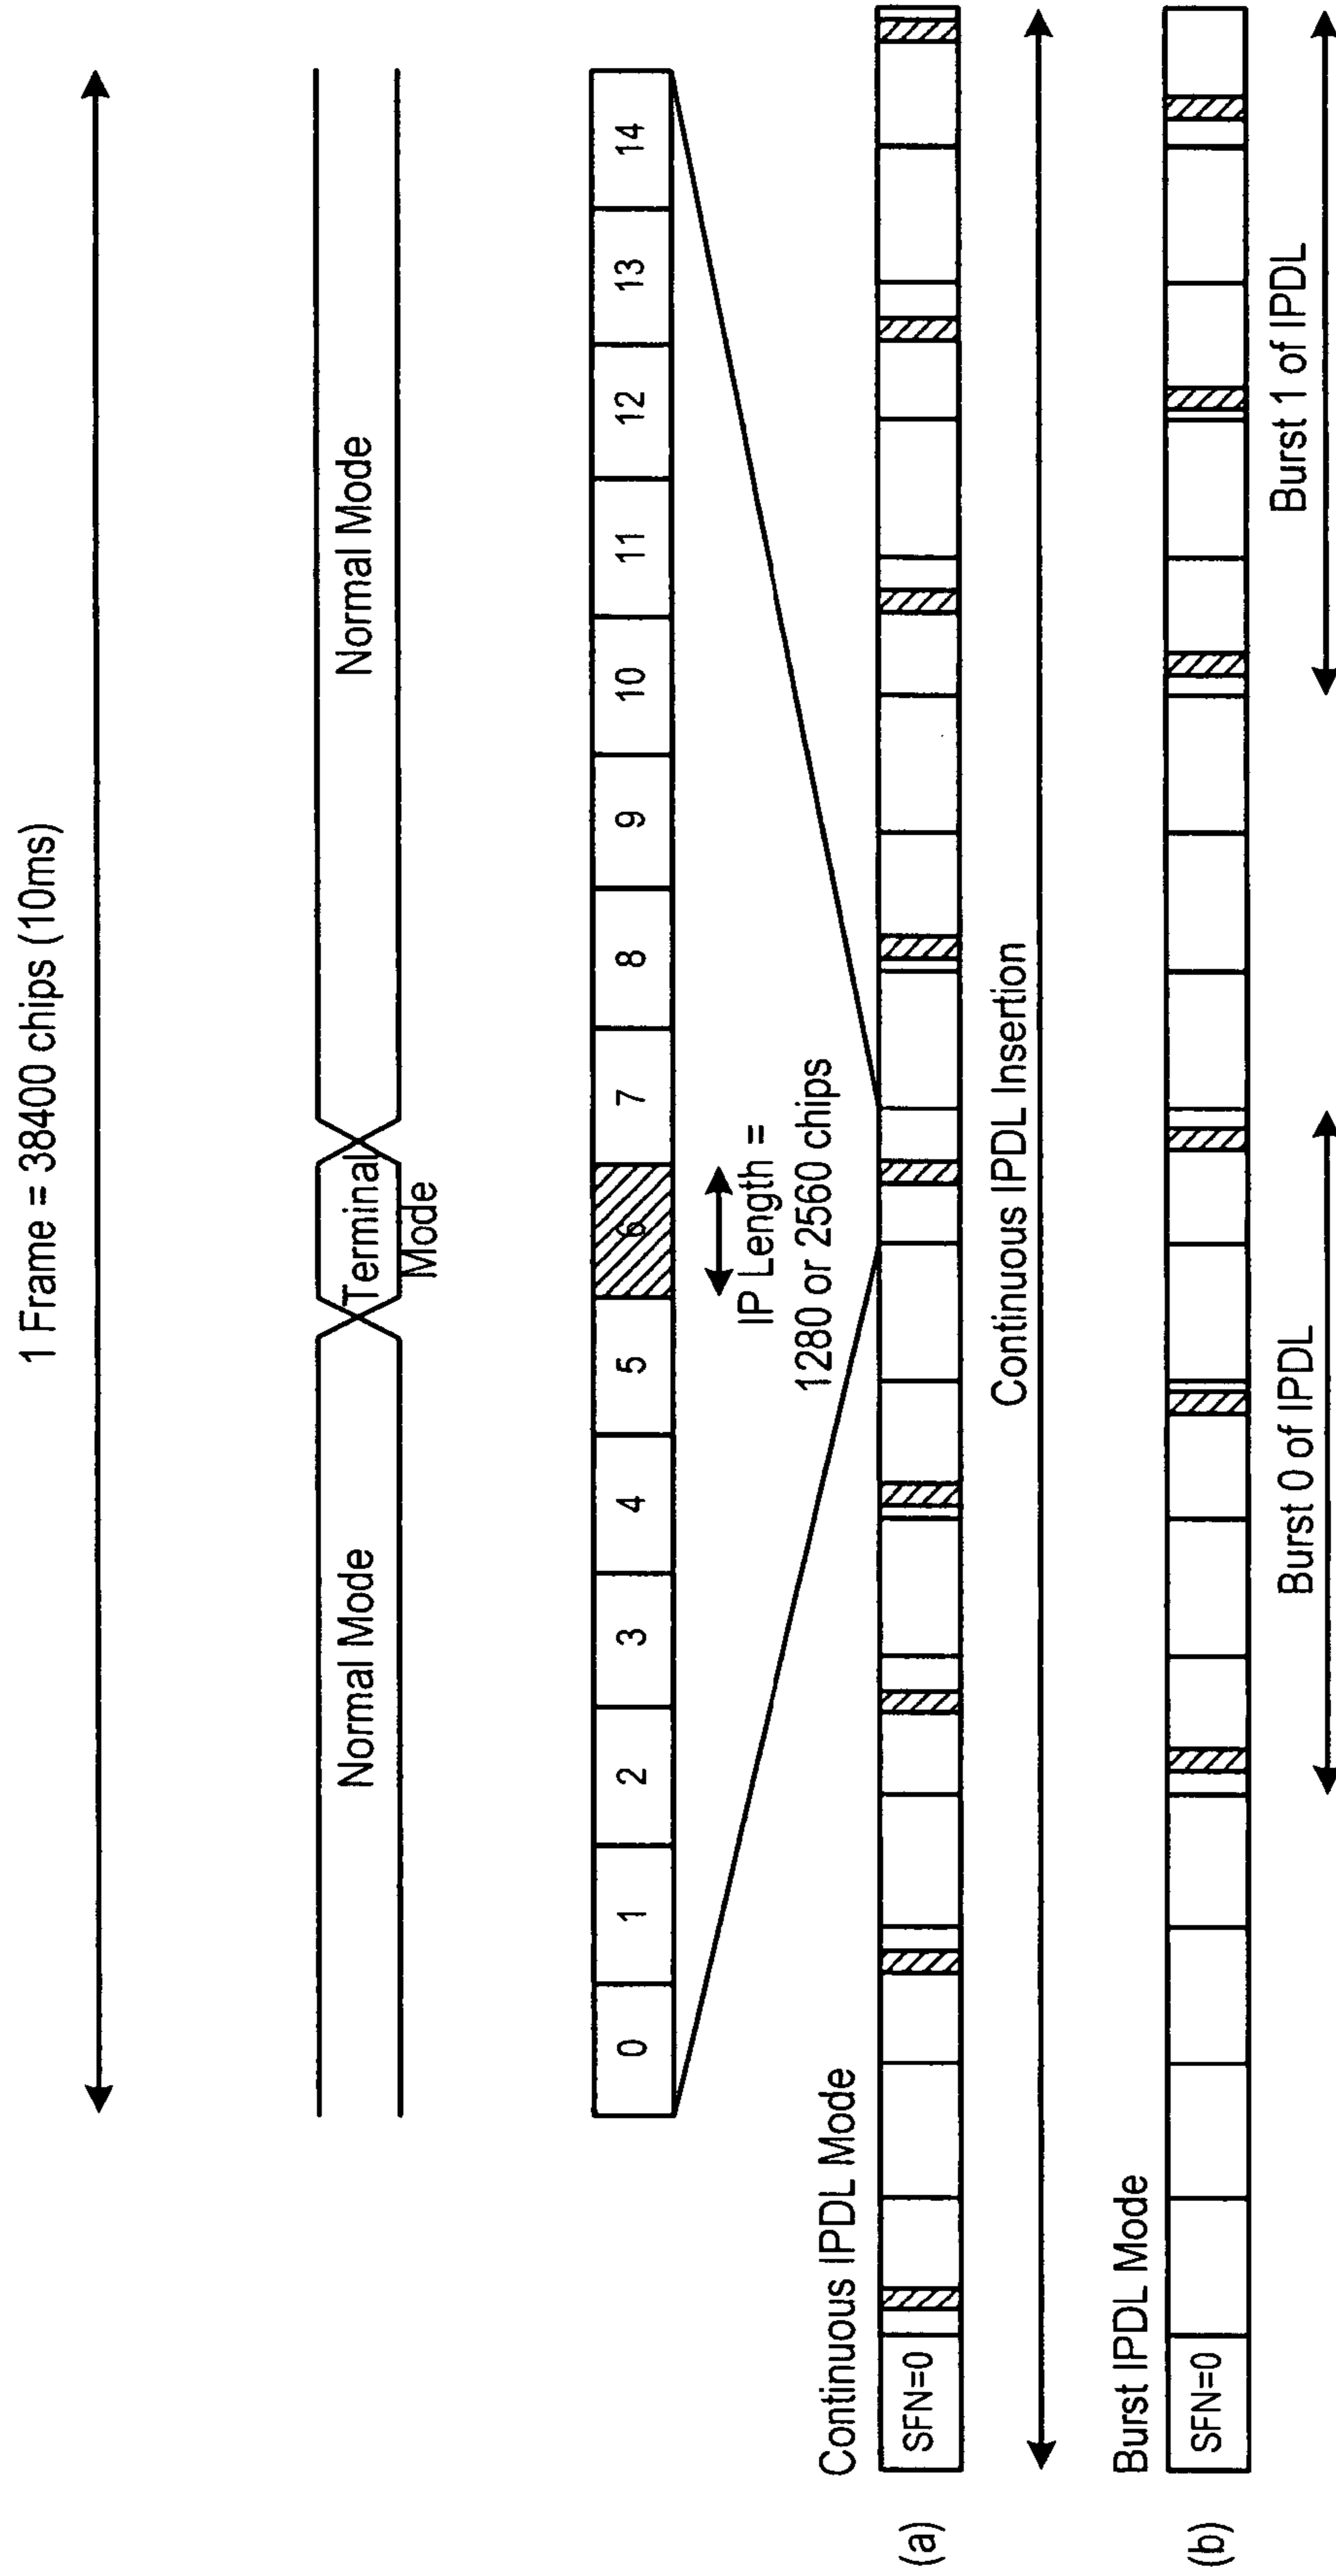 1 Frame = 38400 chips (10ms)
Normal Mode
Terminal
Mode
Normal Mode
0 1 2 3 4 5 6 7 8 9 10 11 12 13 14
IP Length =
1280 or 2560 chips
Continuous IPDL Mode
(a)
SFN=0
Continuous IPDL Insertion
Burst IPDL Mode
(b)
SFN=0
Burst 0 of IPDL
Burst 1 of IPDL